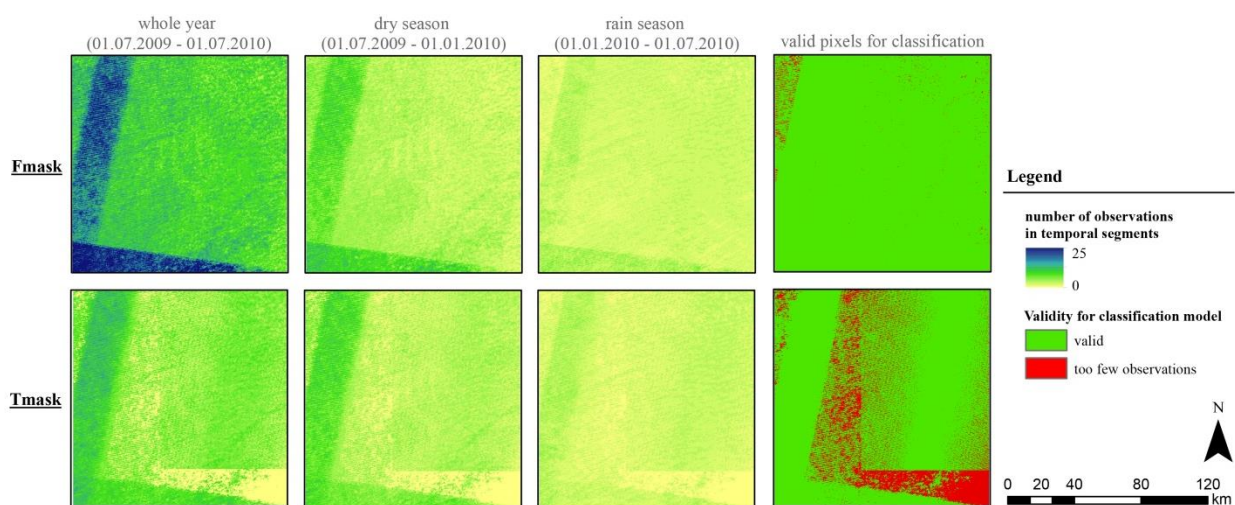 whole year
(01.07.2009 - 01.07.2010)
dry season
(01.07.2009 - 01.01.2010)
rain season
(01.01.2010 - 01.07.2010)
valid pixels for classification
Fmask
Tmask
Legend
number of observations
in temporal segments
25
0
Validity for classification model
valid
too few observations
N
0 20 40 80 120
km